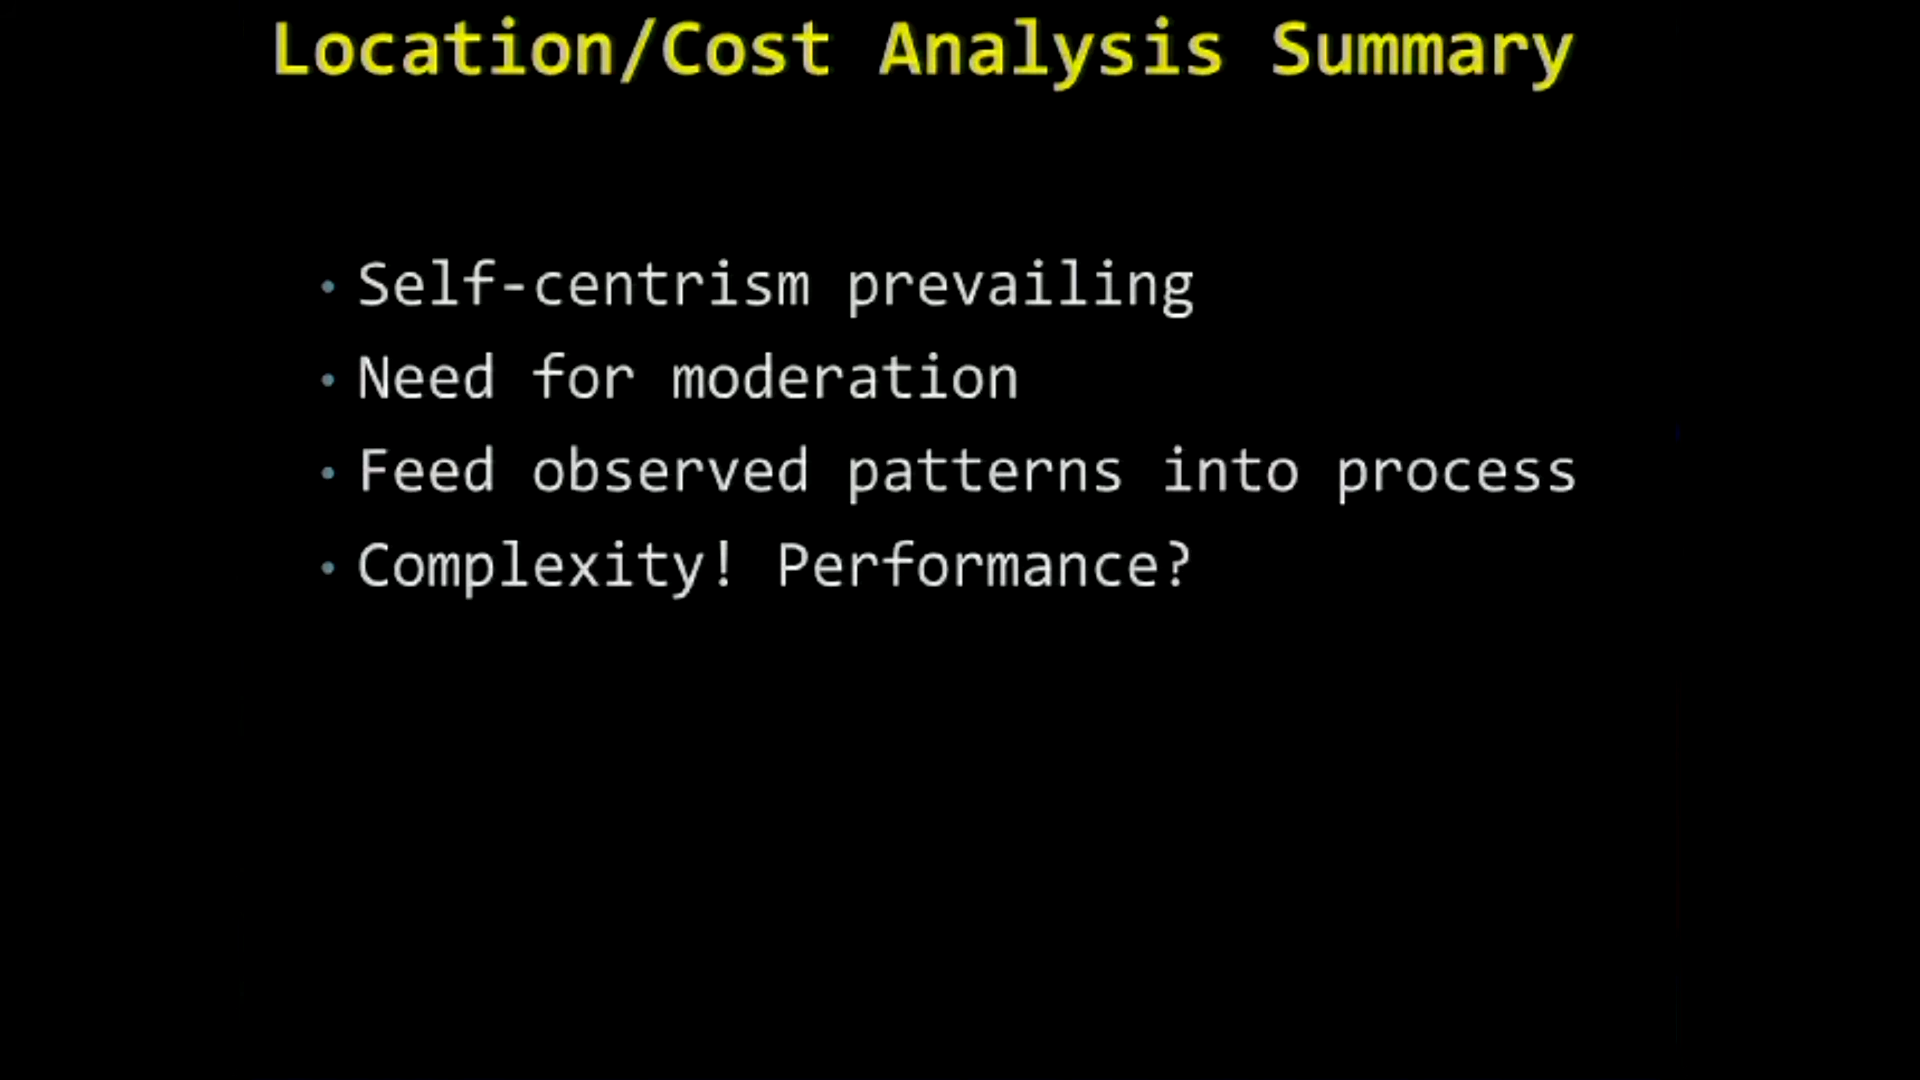 Location/Cost Analysis Summary
• Self-centrism prevailing
• Need for moderation
• Feed observed patterns into process
• Complexity! Performance?